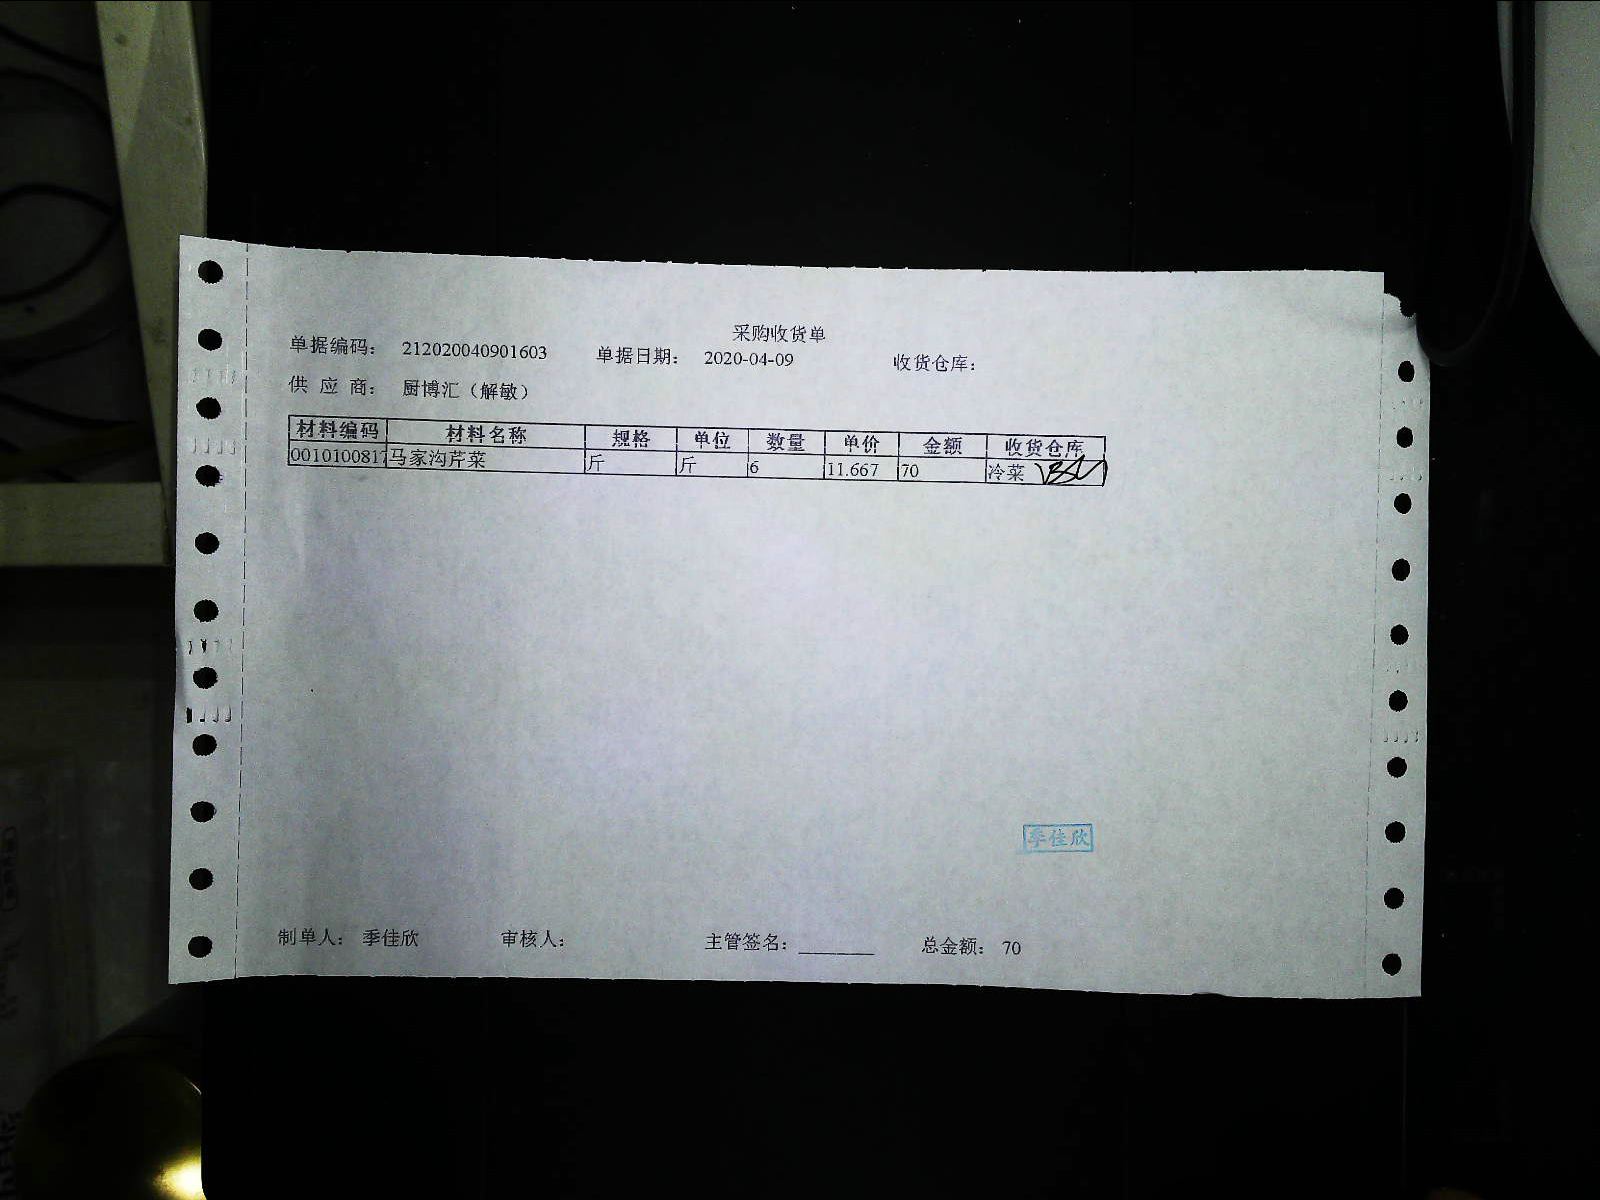 采购收货单
单据编码： 212020040901603 单据日期： 2020-04-09 收货仓库：
供 应 商： 厨博汇（解敏）
材料编码 材料名称 规格 单位 数量 单价 金额 收货仓库
0010100817 马家沟芹菜 斤 斤 6 11.667 70 冷菜
季佳欣
制单人： 季佳欣 审核人： 主管签名： ________ 总金额： 70